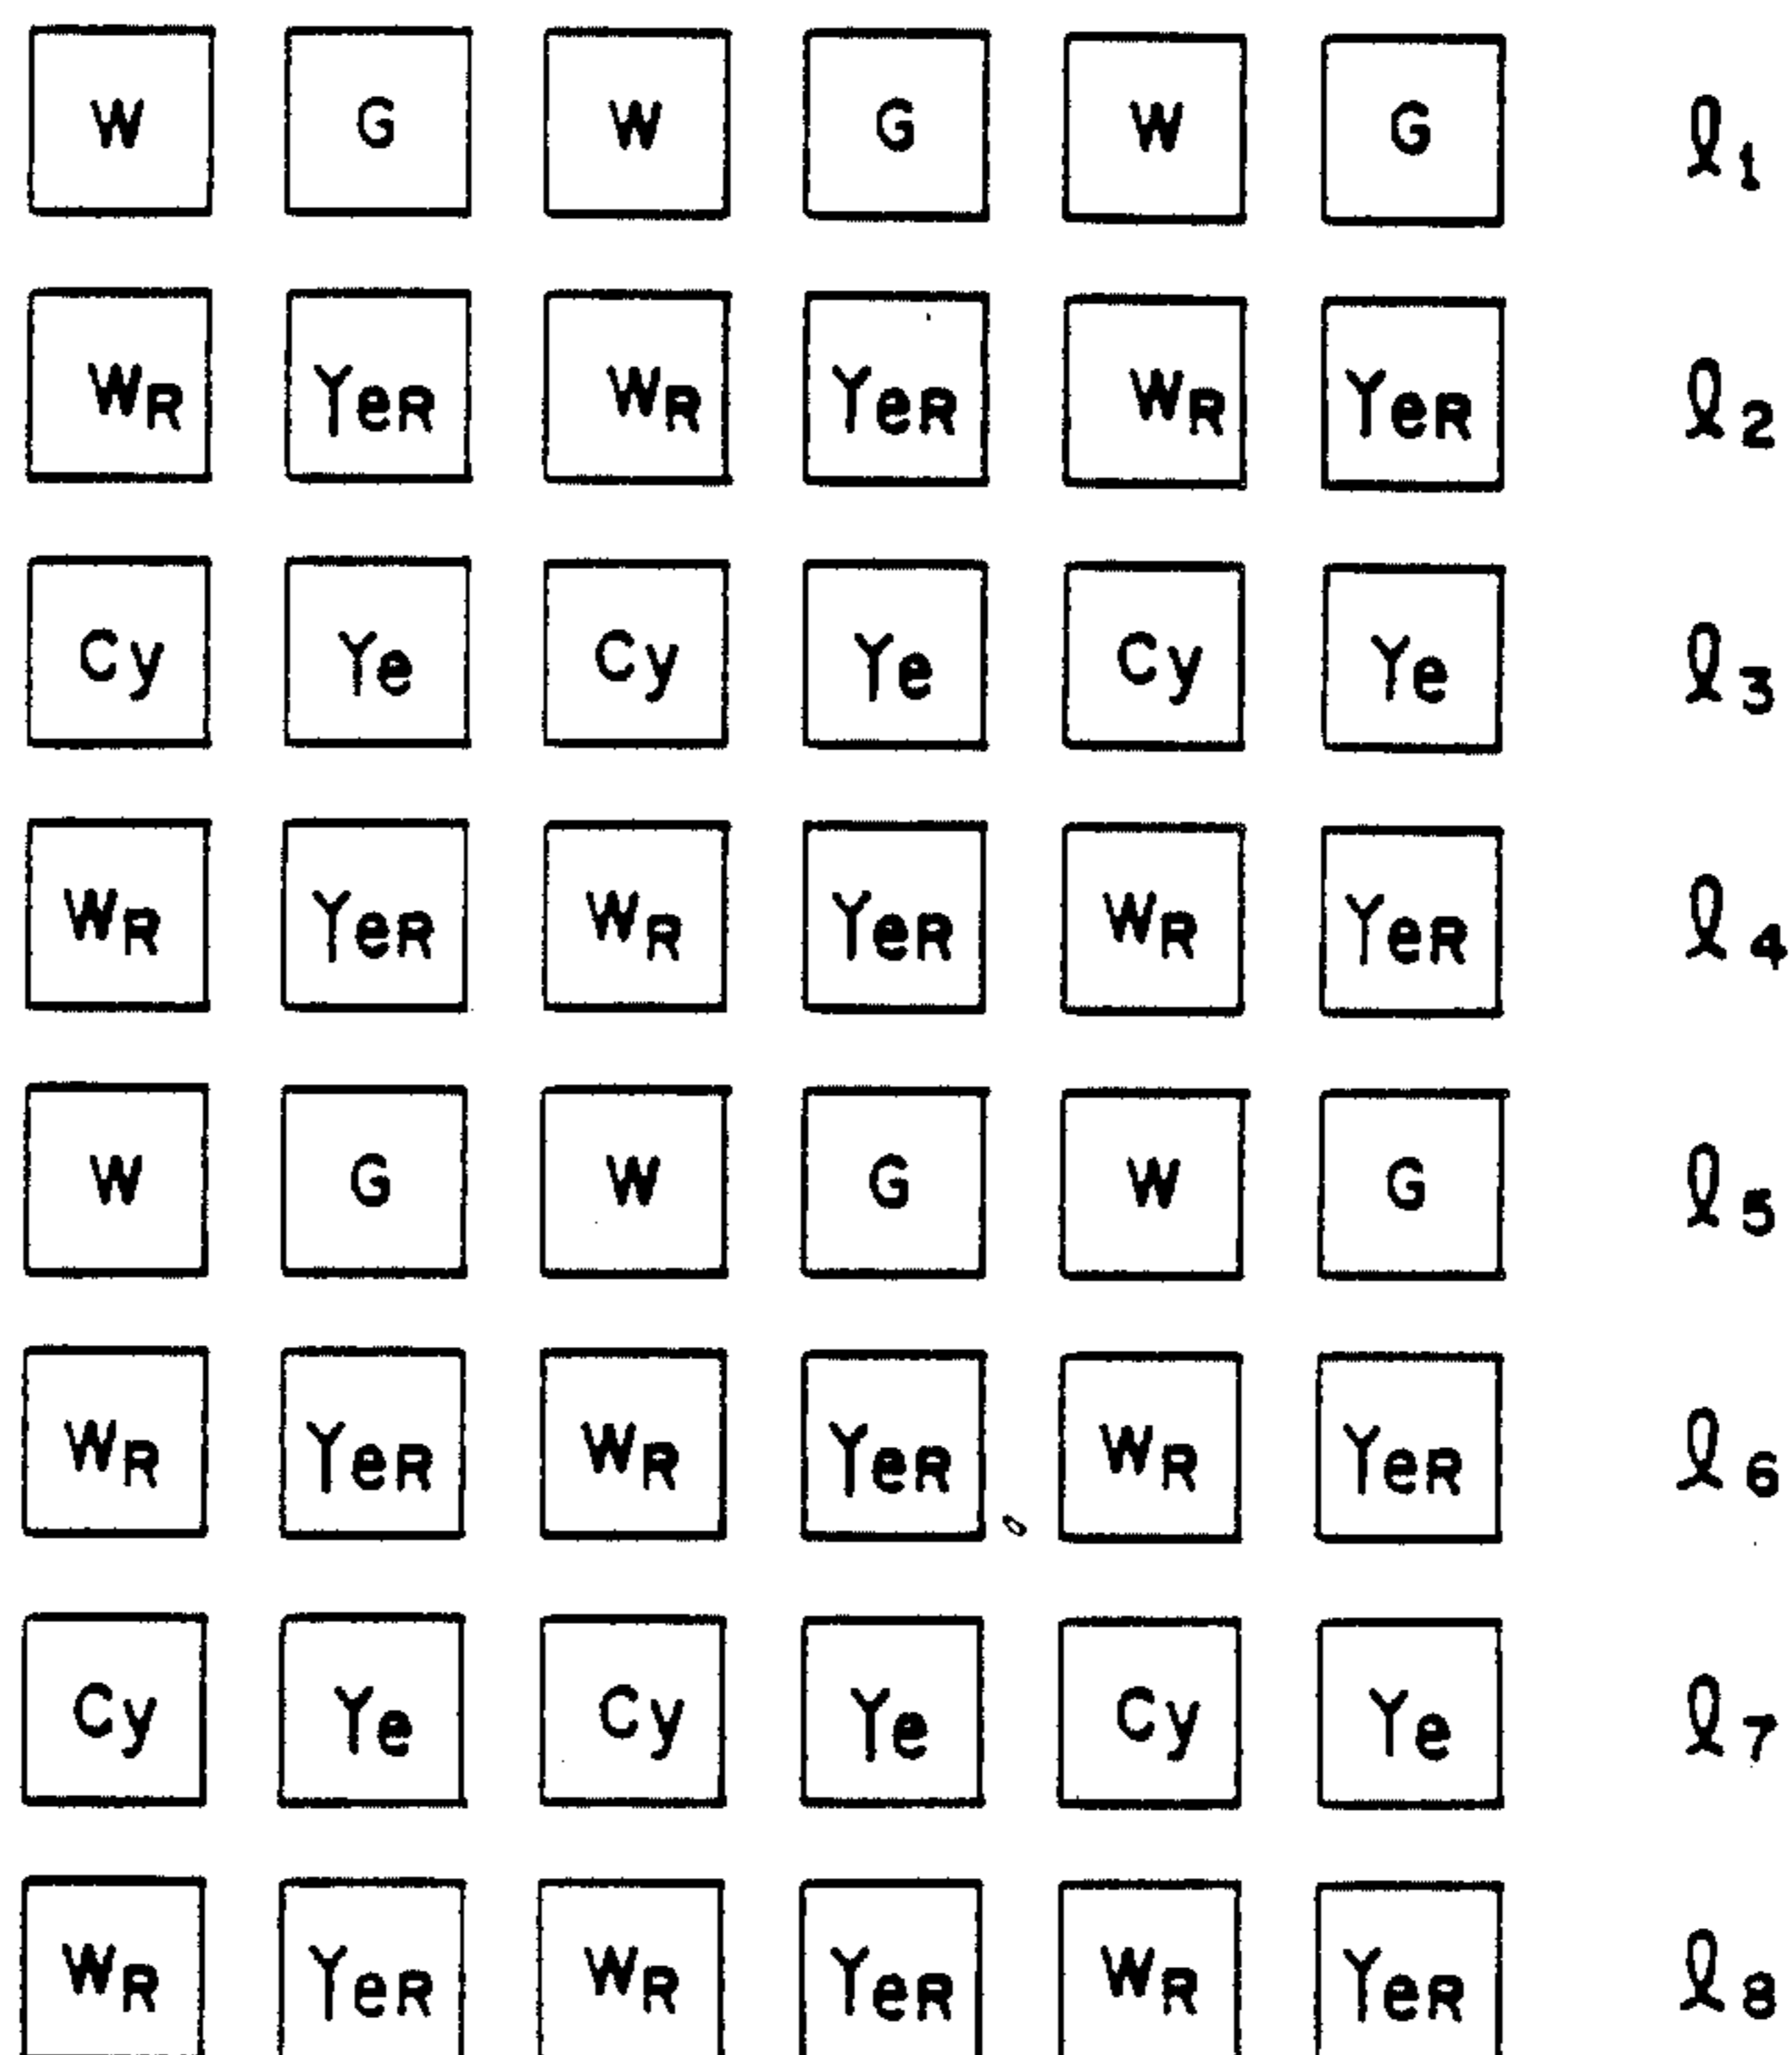 W G W G W G ℓ1
WR YeR WR YeR WR YeR ℓ2
Cy Ye Cy Ye Cy Ye ℓ3
WR YeR WR YeR WR YeR ℓ4
W G W G W G ℓ5
WR YeR WR YeR WR YeR ℓ6
Cy Ye Cy Ye Cy Ye ℓ7
WR YeR WR YeR WR YeR ℓ8